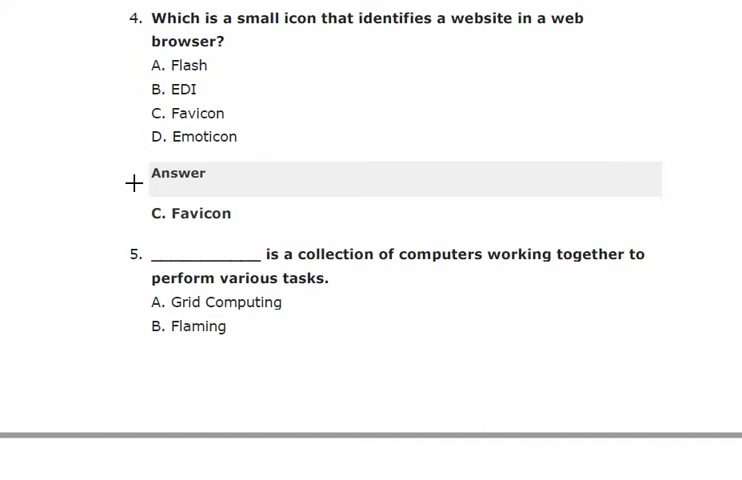 4. Which is a small icon that identifies a website in a web
browser?
A. Flash
B. EDI
C. Favicon
D. Emoticon
Answer
C. Favicon
5. ____________ is a collection of computers working together to
perform various tasks.
A. Grid Computing
B. Flaming